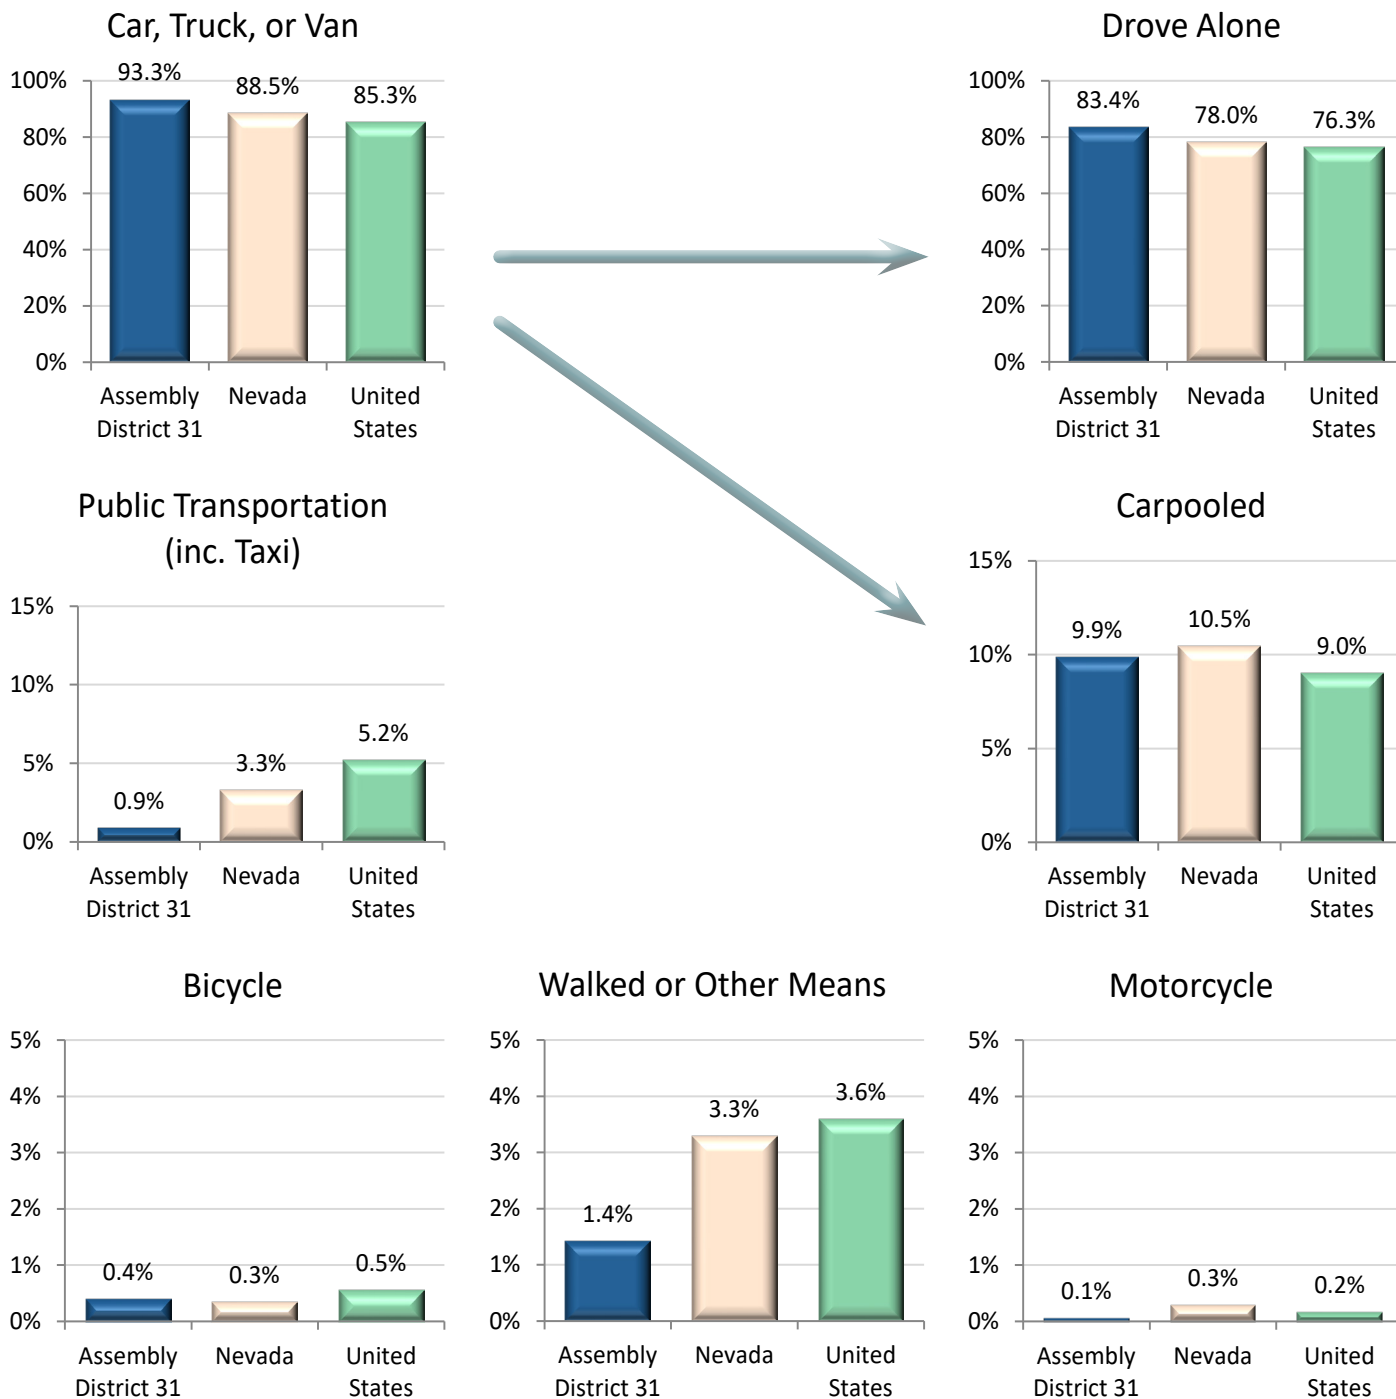 Car, Truck, or Van
100%
80%
60%
40%
20%
0%
93.3%
88.5%
85.3%
Assembly
District 31
Nevada
United
States
Drove Alone
100%
80%
60%
40%
20%
0%
83.4%
78.0%
76.3%
Assembly
District 31
Nevada
United
States
Public Transportation
(inc. Taxi)
15%
10%
5%
0%
0.9%
3.3%
5.2%
Assembly
District 31
Nevada
United
States
Carpooled
15%
10%
5%
0%
9.9%
10.5%
9.0%
Assembly
District 31
Nevada
United
States
Bicycle
5%
4%
3%
2%
1%
0%
0.4%
0.3%
0.5%
Assembly
District 31
Nevada
United
States
Walked or Other Means
5%
4%
3%
2%
1%
0%
1.4%
3.3%
3.6%
Assembly
District 31
Nevada
United
States
Motorcycle
5%
4%
3%
2%
1%
0%
0.1%
0.3%
0.2%
Assembly
District 31
Nevada
United
States